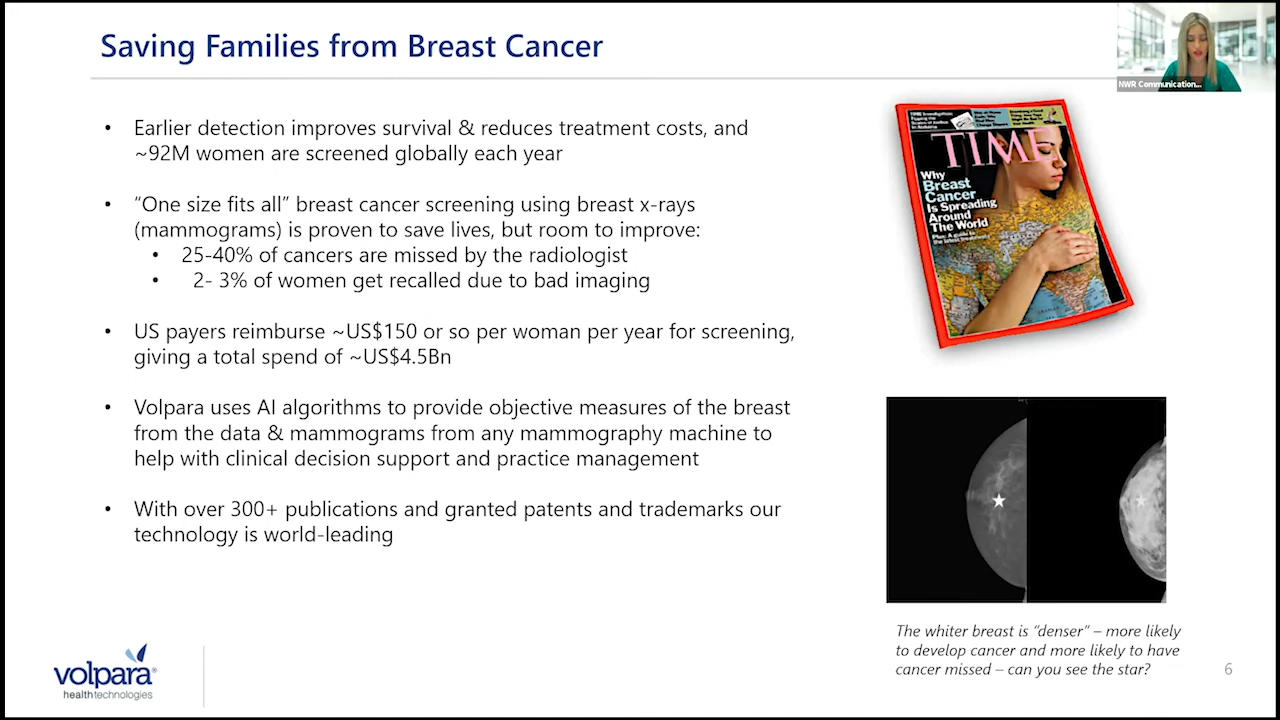 Saving Families from Breast Cancer
NWR Communication...
• Earlier detection improves survival & reduces treatment costs, and
~92M women are screened globally each year
• “One size fits all” breast cancer screening using breast x-rays
(mammograms) is proven to save lives, but room to improve:
• 25-40% of cancers are missed by the radiologist
• 2- 3% of women get recalled due to bad imaging
• US payers reimburse ~US$150 or so per woman per year for screening,
giving a total spend of ~US$4.5Bn
• Volpara uses AI algorithms to provide objective measures of the breast
from the data & mammograms from any mammography machine to
help with clinical decision support and practice management
• With over 300+ publications and granted patents and trademarks our
technology is world-leading
TIME
Why
Breast
Cancer
Is Spreading
Around
The World
Plus: A guide to
the latest treatments
The whiter breast is “denser” – more likely
to develop cancer and more likely to have
cancer missed – can you see the star?
volpara®
healthtechnologies
6